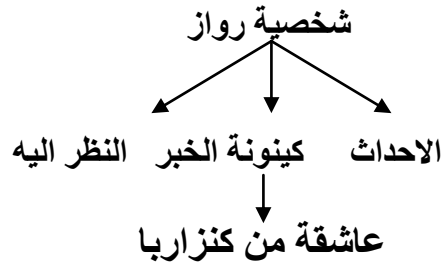 شخصية رواز
الاحداث كينونة الخبر النظر اليه
عاشقة من كنزاربا